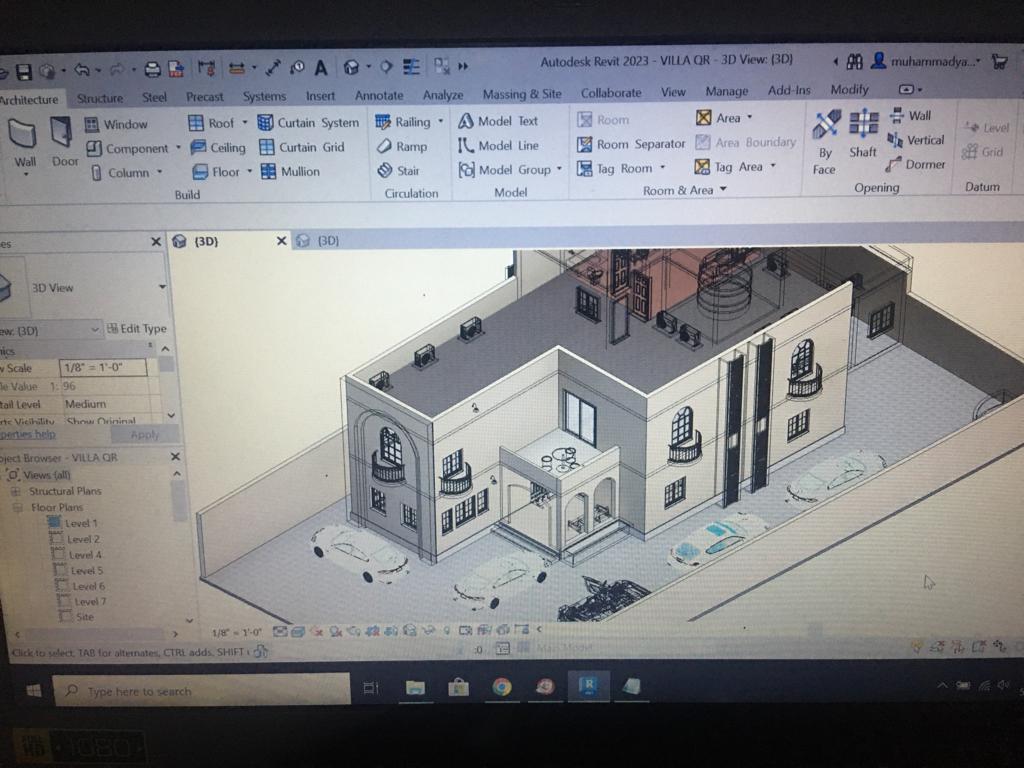 Autodesk Revit 2023 - VILLA QR - 3D View: {3D}
muhammadya...
Architecture Structure Steel Precast Systems Insert Annotate Analyze Massing & Site Collaborate View Manage Add-Ins Modify
Wall
Door
Window
Component
Column
Roof
Ceiling
Floor
Curtain System
Curtain Grid
Mullion
Build
Railing
Ramp
Stair
Circulation
Model Text
Model Line
Model Group
Model
Room
Room Separator
Tag Room
Area
Area Boundary
Tag Area
Room & Area
By Face
Shaft
Wall
Vertical
Dormer
Opening
Level
Grid
Datum
es
{3D}
{3D}
3D View
ew: {3D}
Edit Type
ics
w Scale 1/8" = 1'-0"
le Value 1: 96
tail Level Medium
rts Visibility Show Original
perties help
Apply
ject Browser - VILLA QR
Views (all)
Structural Plans
Floor Plans
Level 1
Level 2
Level 4
Level 5
Level 6
Level 7
Site
1/8" = 1'-0"
Click to select, TAB for alternates, CTRL adds, SHIFT
:0
Main Model
Type here to search
R
HD 1080